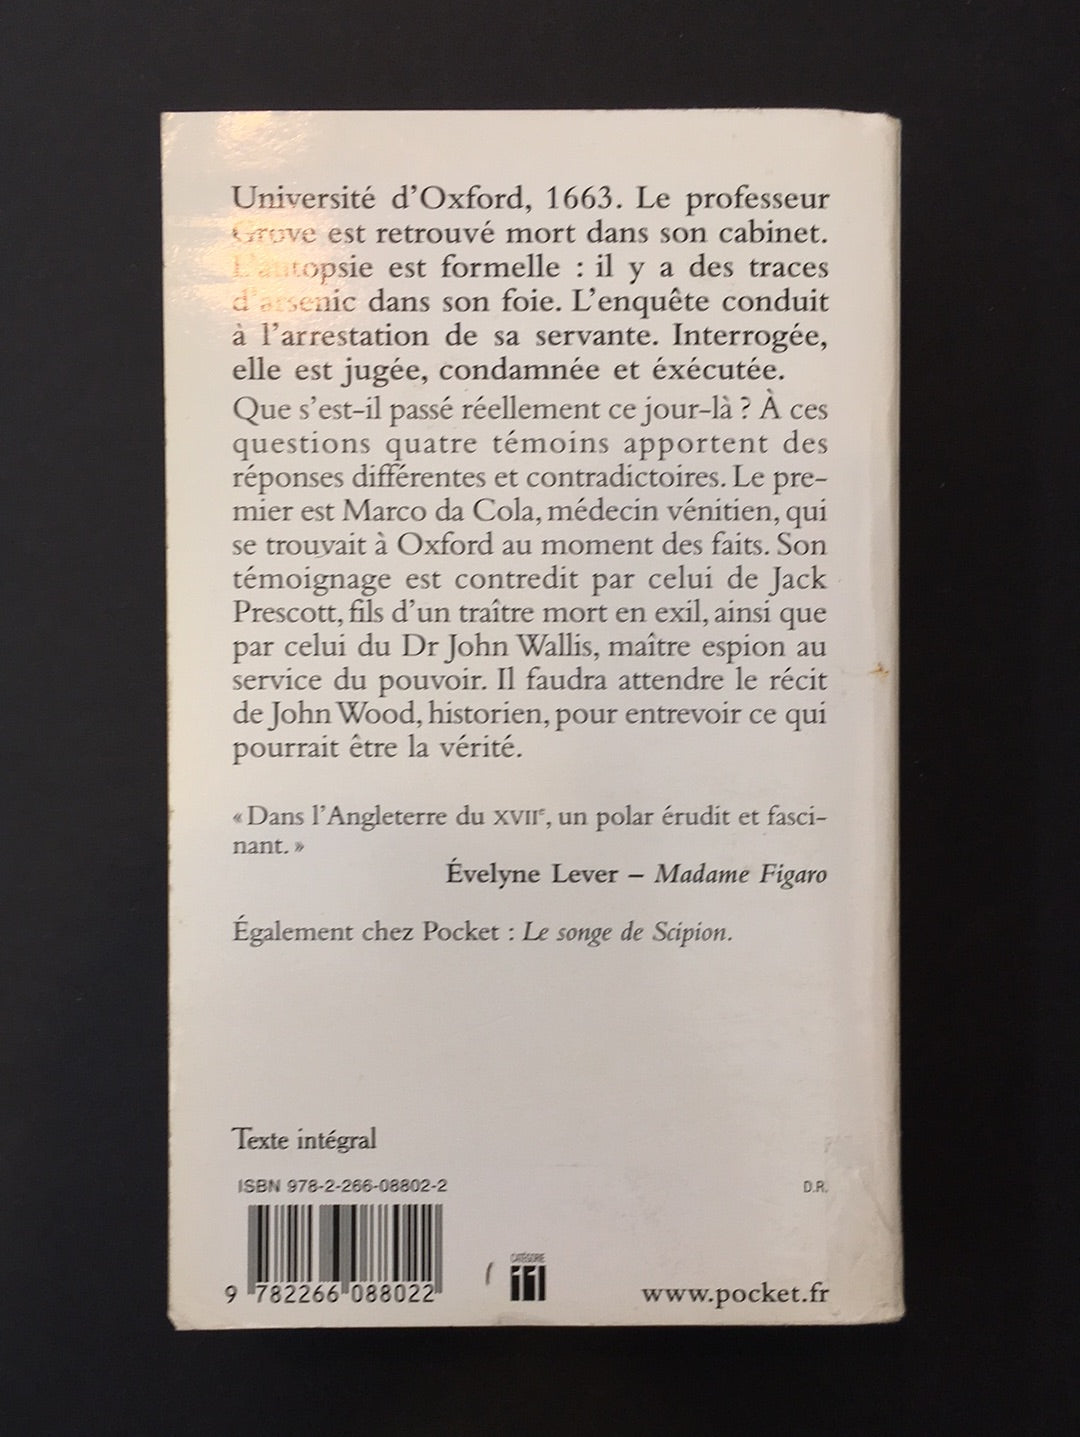 Université d'Oxford, 1663. Le professeur
Grove est retrouvé mort dans son cabinet.
L'autopsie est formelle : il y a des traces
d'arsenic dans son foie. L'enquête conduit
à l'arrestation de sa servante. Interrogée,
elle est jugée, condamnée et éxécutée.
Que s'est-il passé réellement ce jour-là ? À ces
questions quatre témoins apportent des
réponses différentes et contradictoires. Le pre-
mier est Marco da Cola, médecin vénitien, qui
se trouvait à Oxford au moment des faits. Son
témoignage est contredit par celui de Jack
Prescott, fils d'un traître mort en exil, ainsi que
par celui du Dr John Wallis, maître espion au
service du pouvoir. Il faudra attendre le récit
de John Wood, historien, pour entrevoir ce qui
pourrait être la vérité.
« Dans l'Angleterre du XVIIe, un polar érudit et fasci-
nant. »
Évelyne Lever – Madame Figaro
Également chez Pocket : Le songe de Scipion.
Texte intégral
ISBN 978-2-266-08802-2
D.R.
9 782266 088022
CATÉGORIE
11
www.pocket.fr